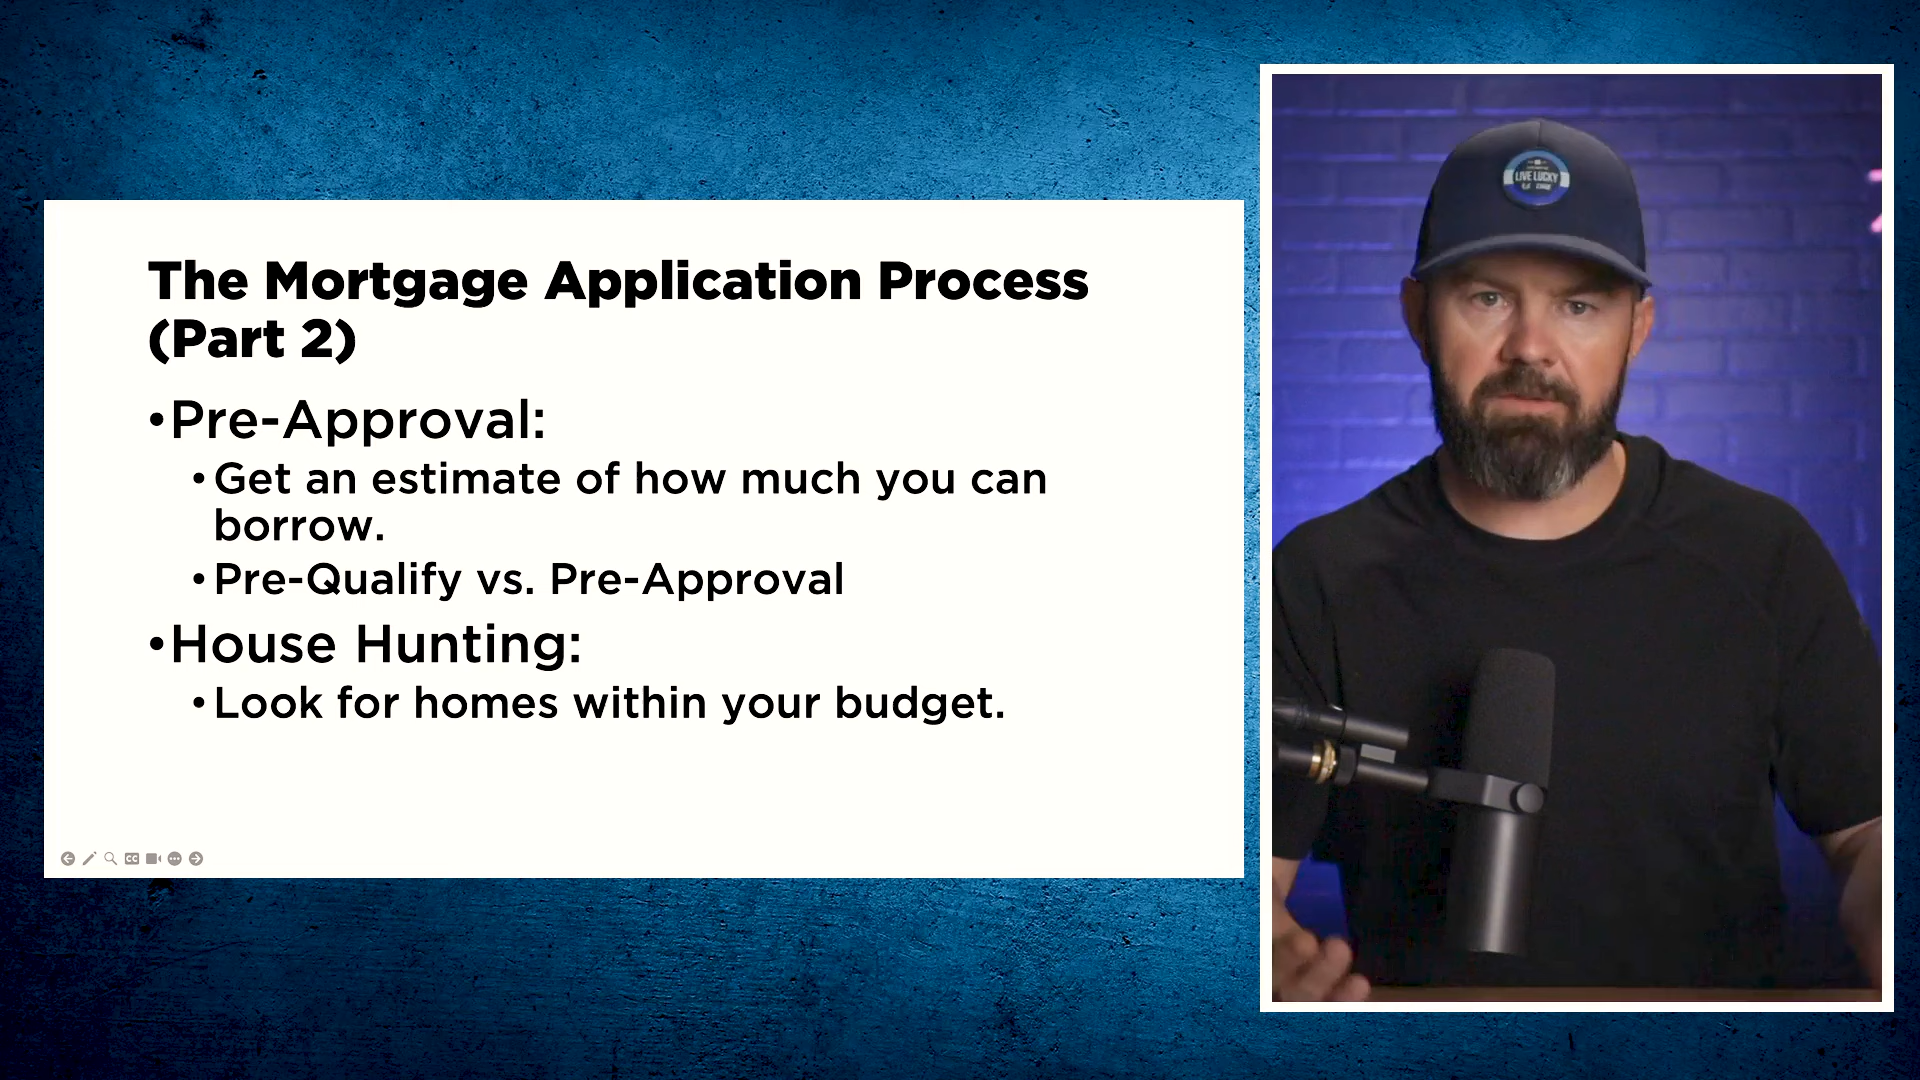 The Mortgage Application Process
(Part 2)
•Pre-Approval:
•Get an estimate of how much you can
borrow.
•Pre-Qualify vs. Pre-Approval
•House Hunting:
•Look for homes within your budget.
CC
LIVE LUCKY